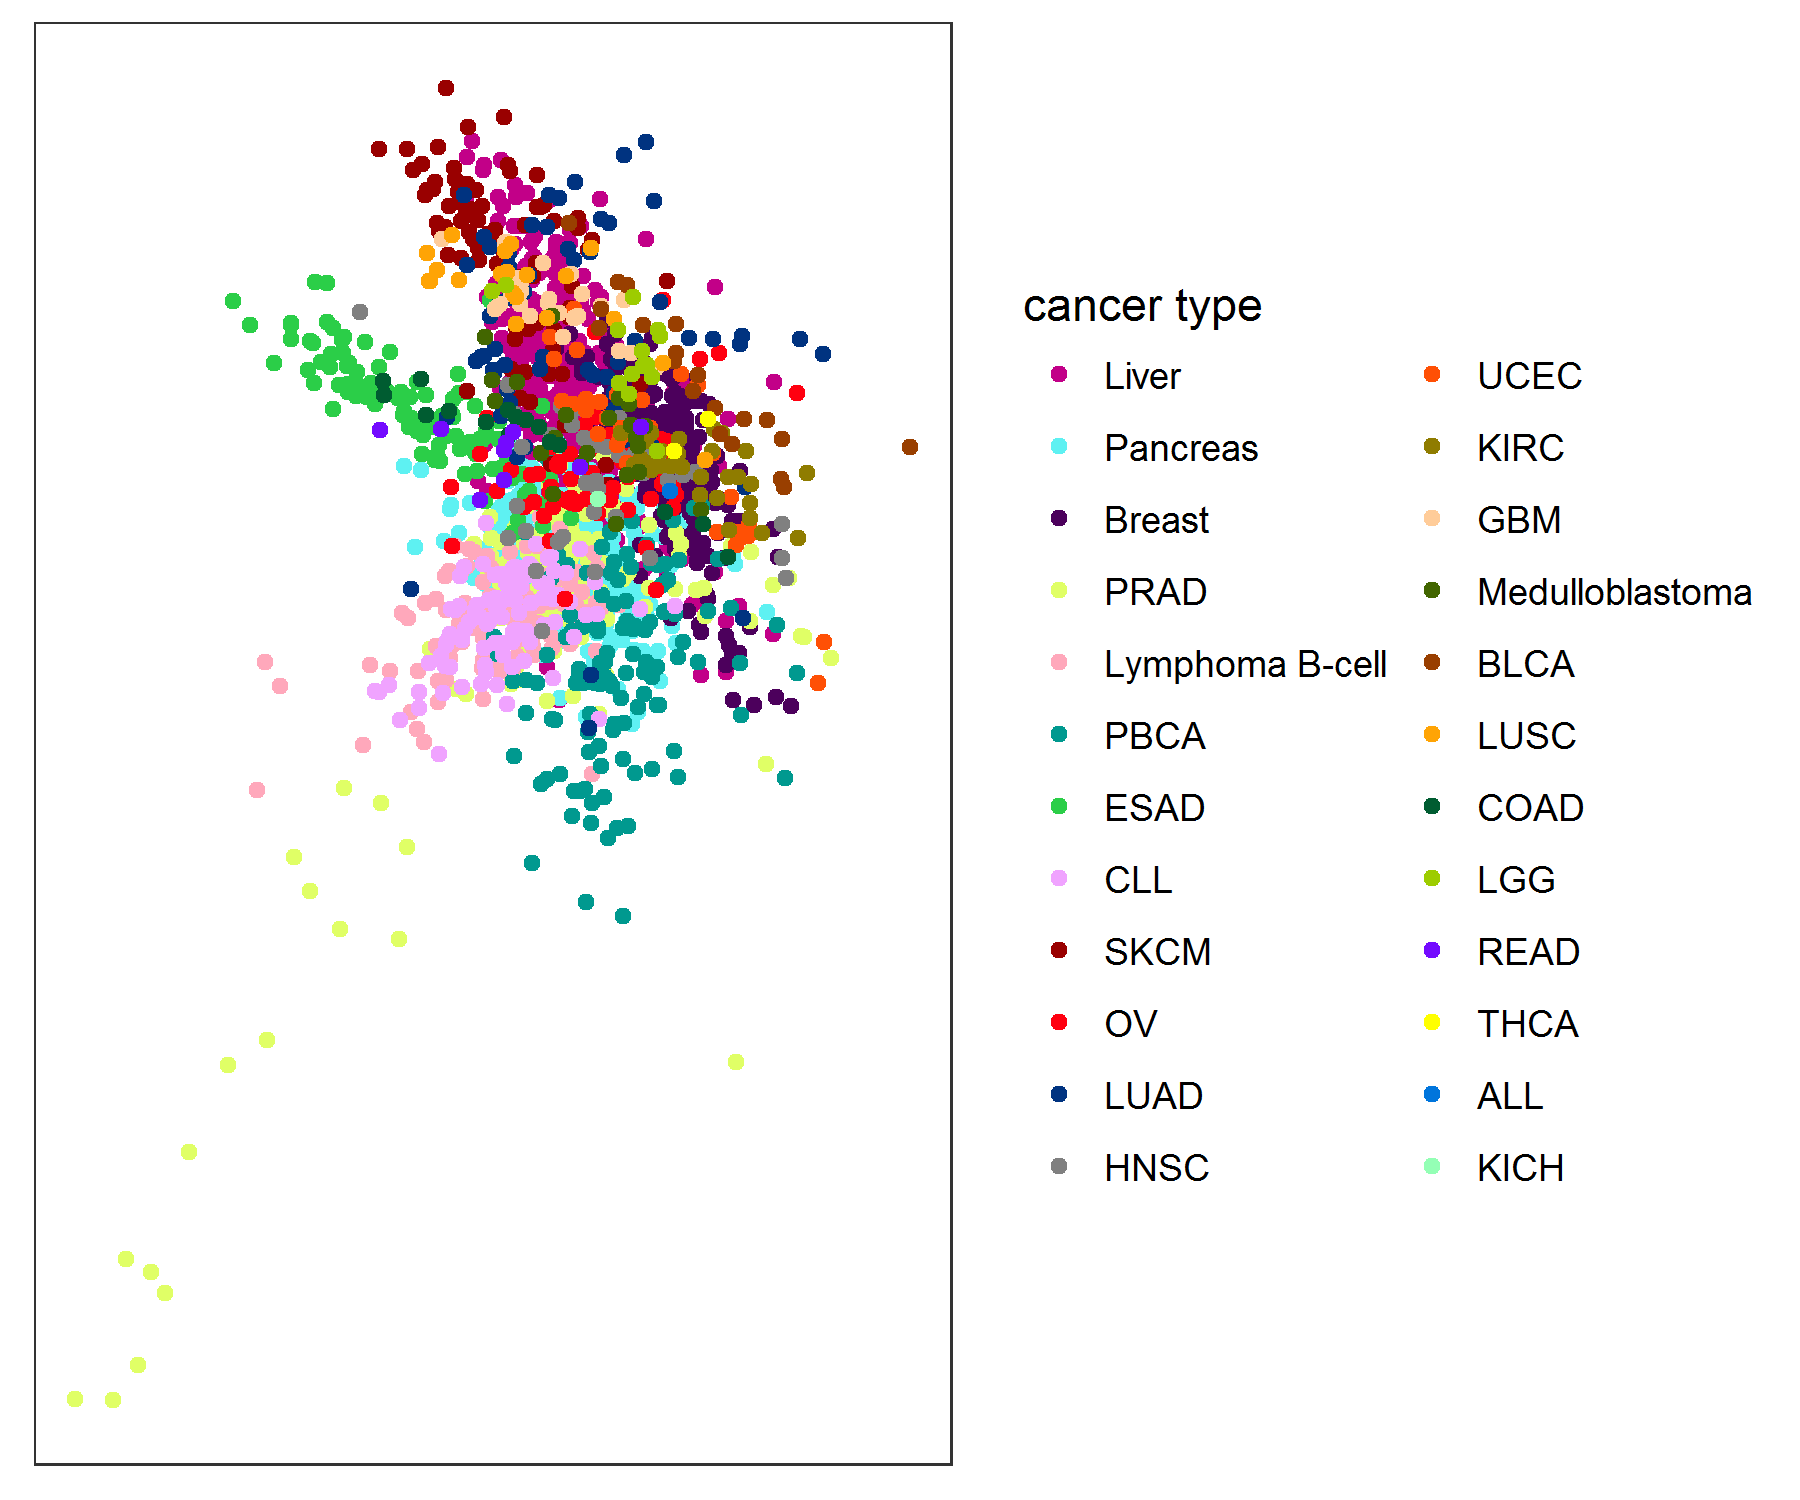 cancer type
Liver
Pancreas
Breast
PRAD
Lymphoma B-cell
PBCA
ESAD
CLL
SKCM
OV
LUAD
HNSC
UCEC
KIRC
GBM
Medulloblastoma
BLCA
LUSC
COAD
LGG
READ
THCA
ALL
KICH